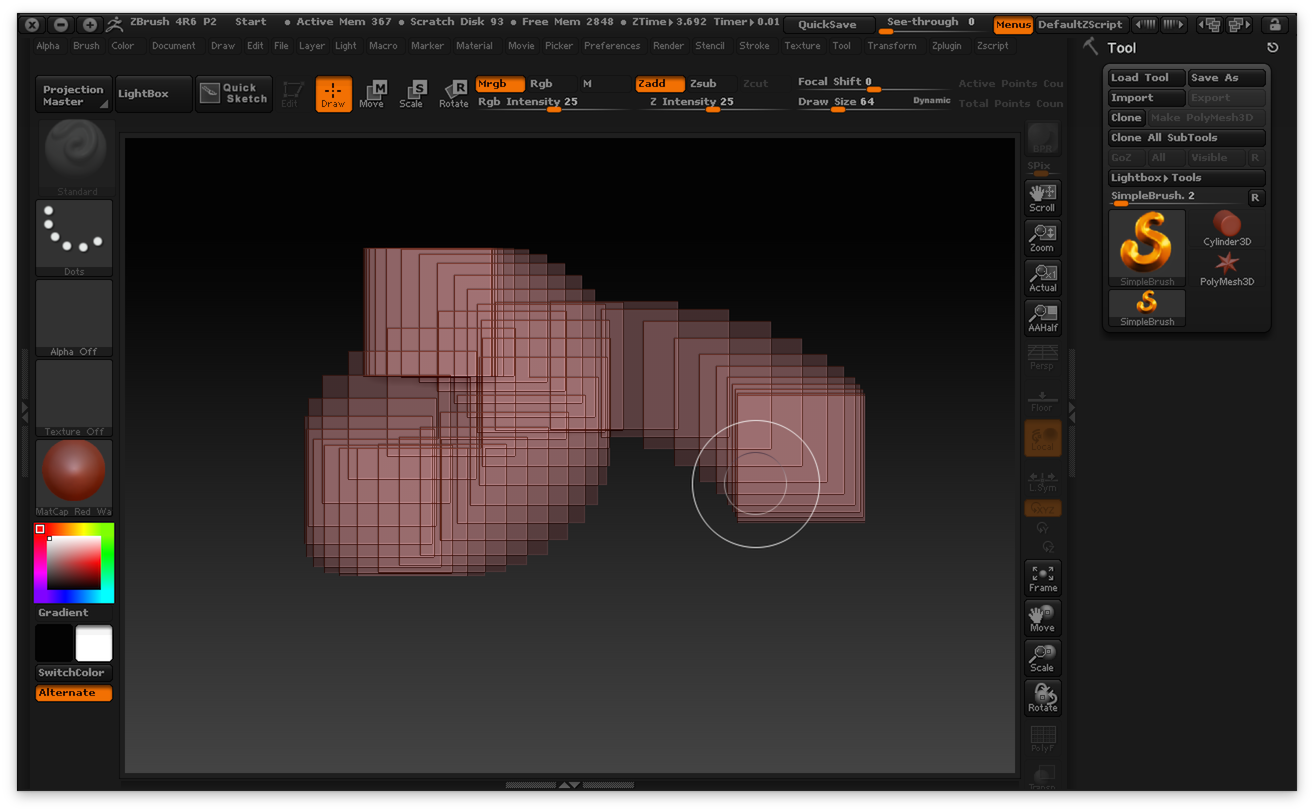 ZBrush 4R6 P2 Start • Active Mem 367 • Scratch Disk 93 • Free Mem 2848 • ZTime▸3.692 Timer▸0.01 QuickSave See-through 0 Menus DefaultZScript
Alpha Brush Color Document Draw Edit File Layer Light Macro Marker Material Movie Picker Preferences Render Stencil Stroke Texture Tool Transform Zplugin Zscript
Projection Master
LightBox
Quick Sketch
Edit
Draw
Move
Scale
Rotate
Mrgb Rgb M
Rgb Intensity 25
Zadd Zsub Zcut
Z Intensity 25
Focal Shift 0
Draw Size 64 Dynamic
Active Points Cou
Total Points Coun
Standard
Dots
Alpha Off
Texture Off
MatCap Red Wa
Gradient
SwitchColor
Alternate
BPR
SPix
Scroll
Zoom
Actual
AAHalf
Persp
Floor
Local
L.Sym
XYZ
Frame
Move
Scale
Rotate
PolyF
Transp
Tool
Load Tool Save As
Import Export
Clone Make PolyMesh3D
Clone All SubTools
GoZ All Visible R
Lightbox▸Tools
SimpleBrush. 2 R
SimpleBrush
Cylinder3D
PolyMesh3D
SimpleBrush